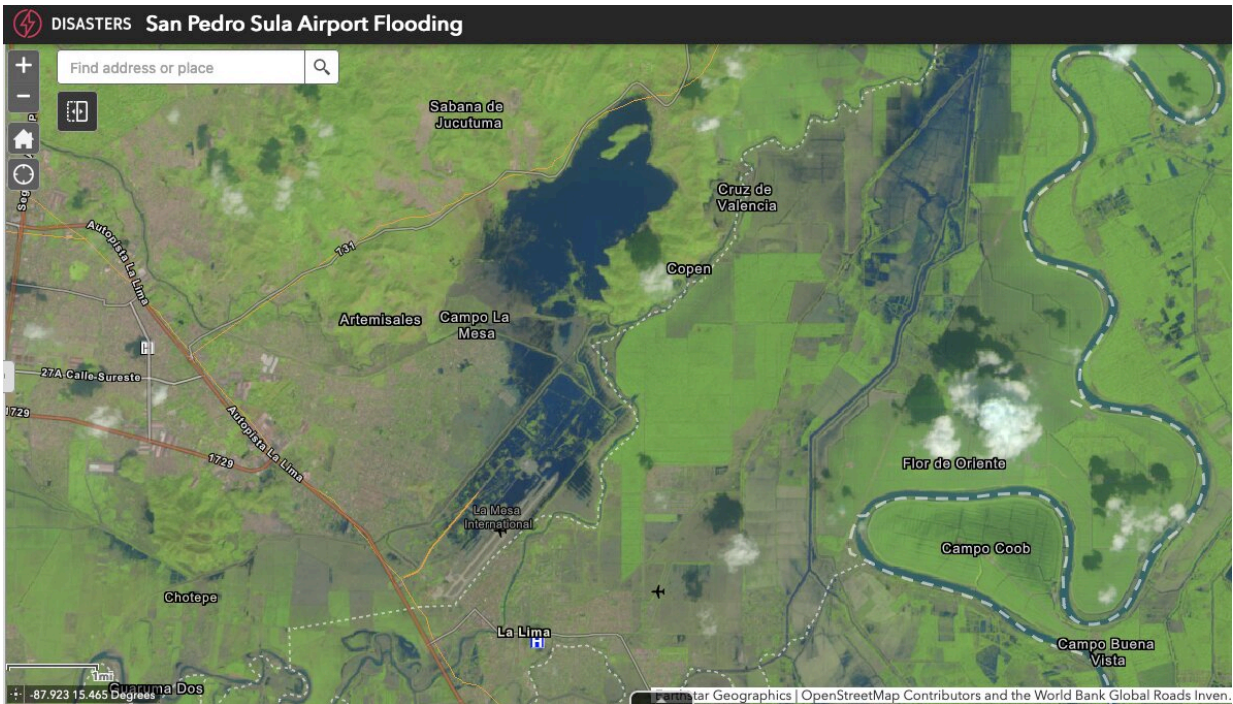 DISASTERS San Pedro Sula Airport Flooding
+
Find address or place
−
Sabana de
Jucutuma
Cruz de
Valencia
Autopista La Lima
131
Copen
Artemisales
Campo La
Mesa
H
27A Calle Sureste
1729
Autopista La Lima
1729
Flor de Oriente
La Mesa
International
Campo Coob
Chotepe
La Lima
H
Campo Buena
Vista
1mi
Guaruma Dos
-87.923 15.465 Degrees
Earthstar Geographics | OpenStreetMap Contributors and the World Bank Global Roads Inven.